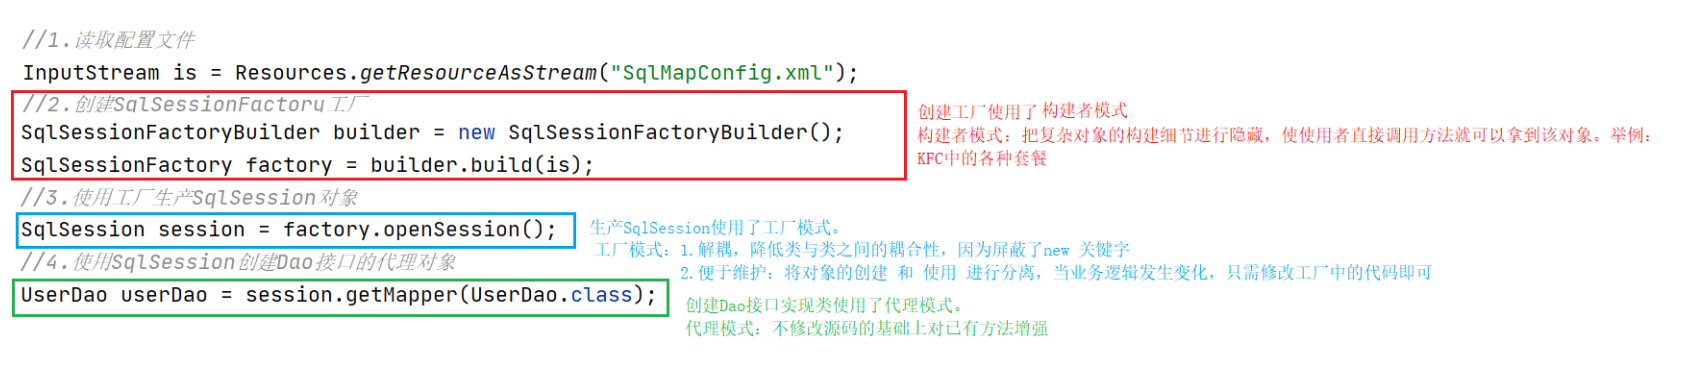 //1.读取配置文件
InputStream is = Resources.getResourceAsStream("SqlMapConfig.xml");
//2.创建SqlSessionFactory工厂
SqlSessionFactoryBuilder builder = new SqlSessionFactoryBuilder();
SqlSessionFactory factory = builder.build(is);
创建工厂使用了 构建者模式
构建者模式：把复杂对象的构建细节进行隐藏，使使用者直接调用方法就可以拿到该对象。举例：
KFC中的各种套餐
//3.使用工厂生产SqlSession对象
SqlSession session = factory.openSession();
生产SqlSession使用了工厂模式。
工厂模式：1.解耦，降低类与类之间的耦合性，因为屏蔽了new 关键字
2.便于维护：将对象的创建 和 使用 进行分离，当业务逻辑发生变化，只需修改工厂中的代码即可
//4.使用SqlSession创建Dao接口的代理对象
UserDao userDao = session.getMapper(UserDao.class);
创建Dao接口实现类使用了代理模式。
代理模式：不修改源码的基础上对已有方法增强